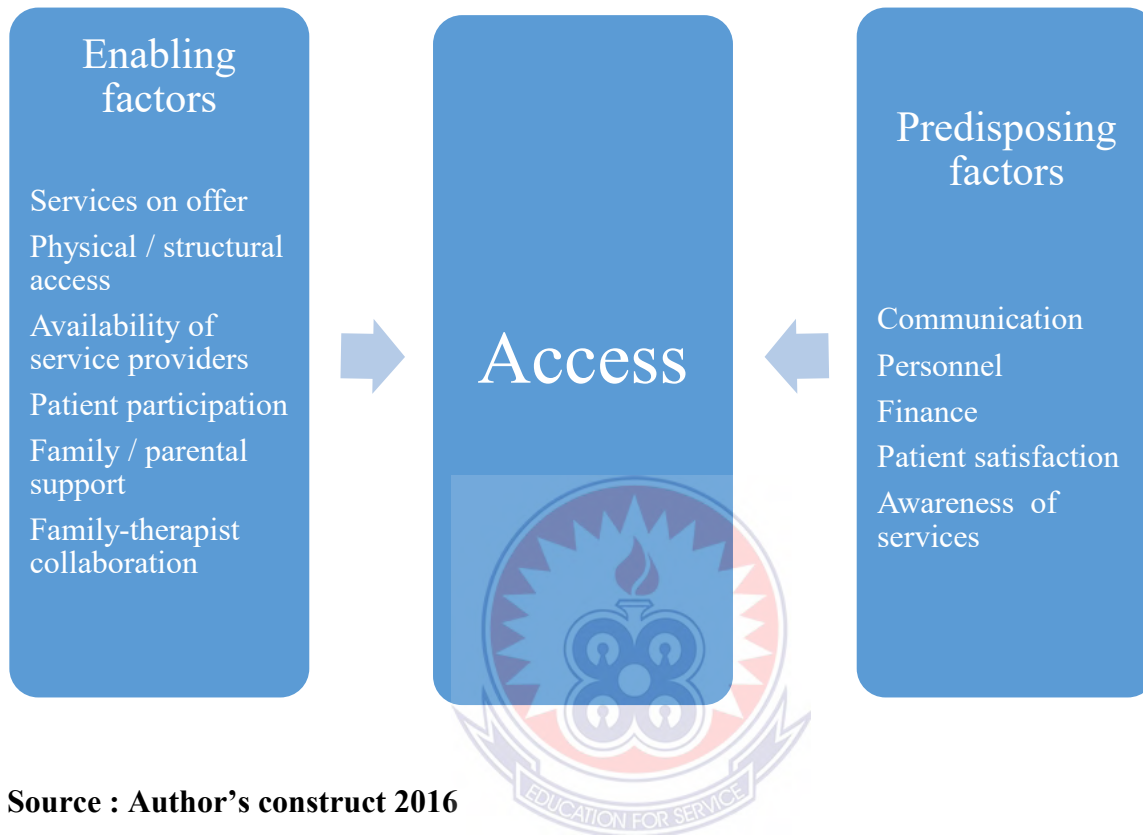 Enabling
factors
Services on offer
Physical / structural
access
Availability of
service providers
Patient participation
Family / parental
support
Family-therapist
collaboration
Access
Predisposing
factors
Communication
Personnel
Finance
Patient satisfaction
Awareness of
services
EDUCATION FOR SERVICE
Source : Author’s construct 2016